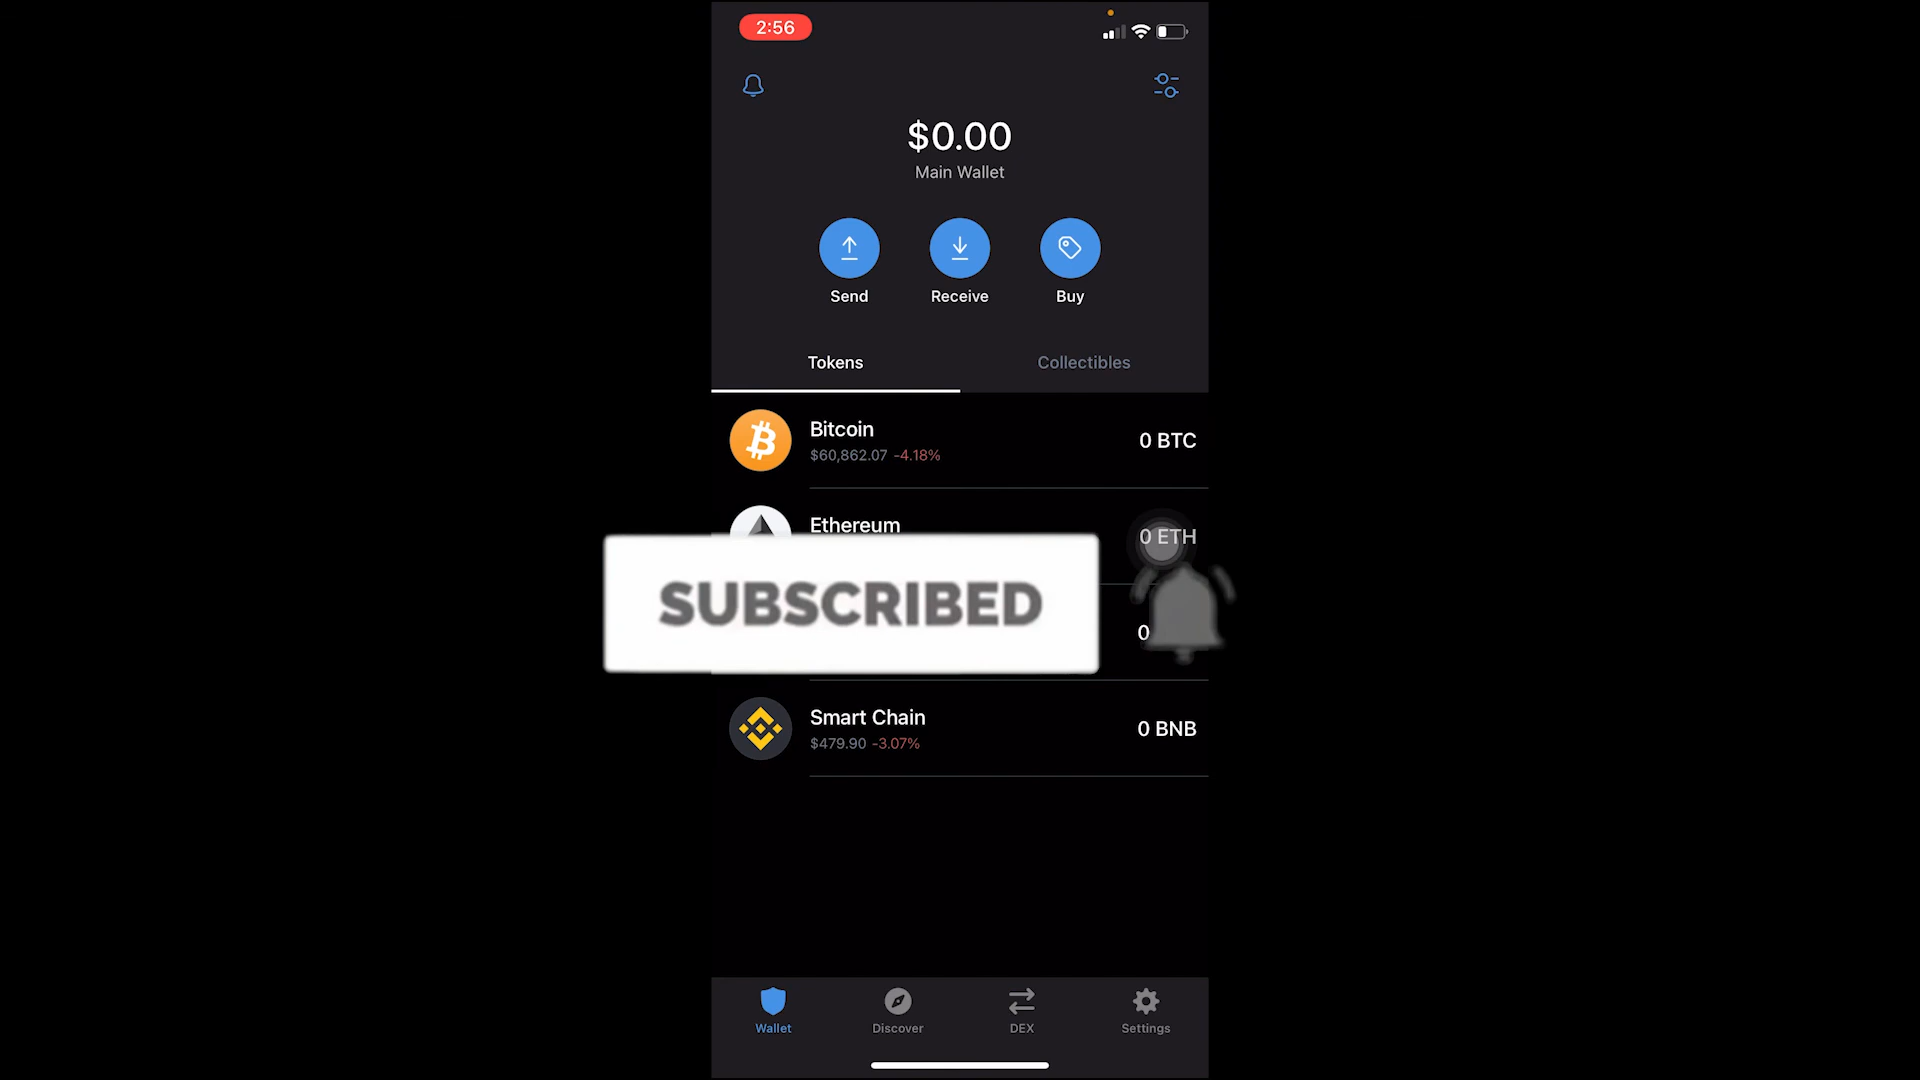 2:56
$0.00
Main Wallet
Send Receive Buy
Tokens Collectibles
Bitcoin
$60,862.07 -4.18%
0 BTC
Ethereum
0 ETH
SUBSCRIBED
0
Smart Chain
$479.90 -3.07%
0 BNB
Wallet Discover DEX Settings